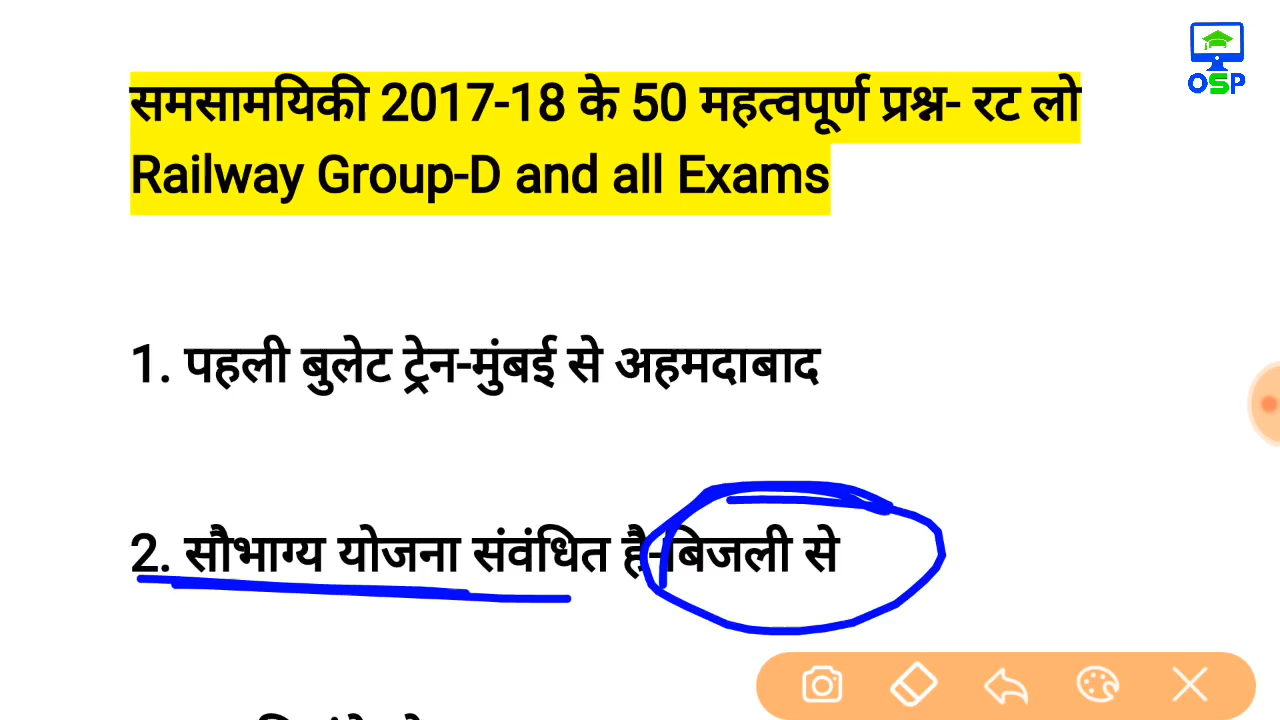 OSP
समसामयिकी 2017-18 के 50 महत्वपूर्ण प्रश्न- रट लो
Railway Group-D and all Exams
1. पहली बुलेट ट्रेन-मुंबई से अहमदाबाद
2. सौभाग्य योजना संवंधित है-बिजली से